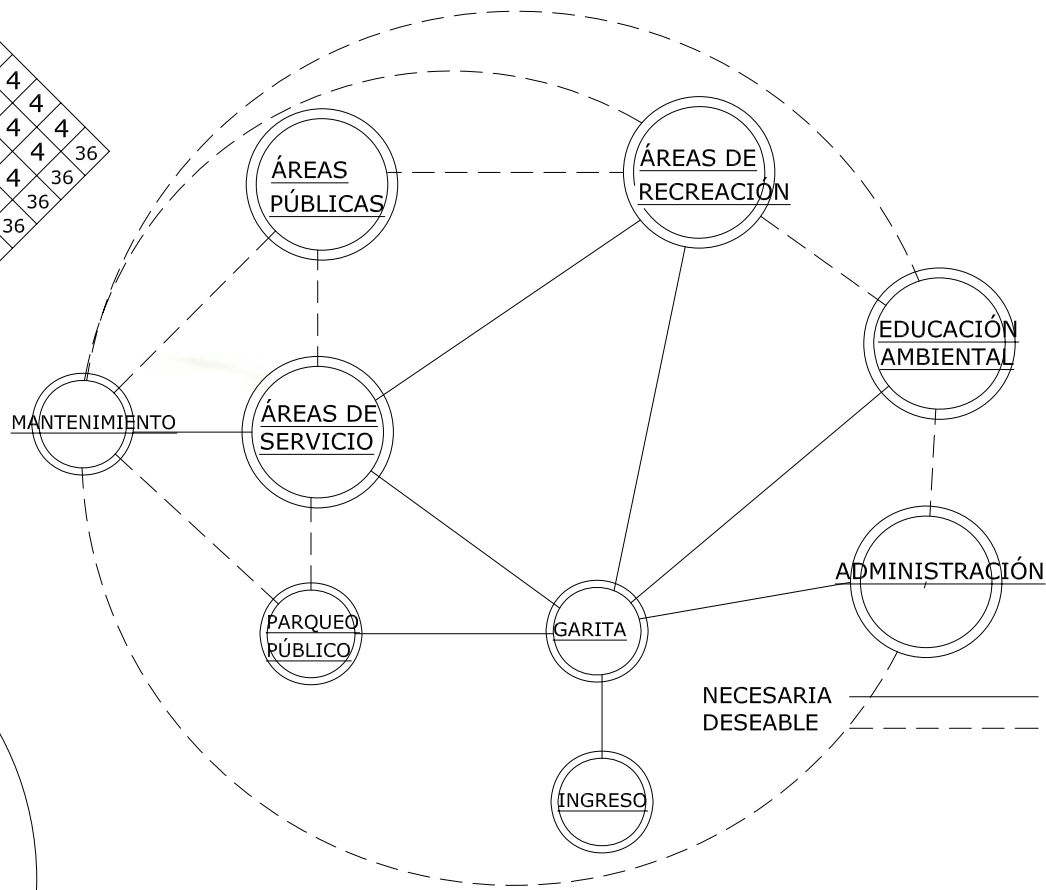 4
4
4 4
4 36
4 36
36
36
ÁREAS
PÚBLICAS
ÁREAS DE
RECREACIÓN
EDUCACIÓN
AMBIENTAL
MANTENIMIENTO
ÁREAS DE
SERVICIO
ADMINISTRACIÓN
PARQUEO
PÚBLICO
GARITA
NECESARIA
DESEABLE
INGRESO